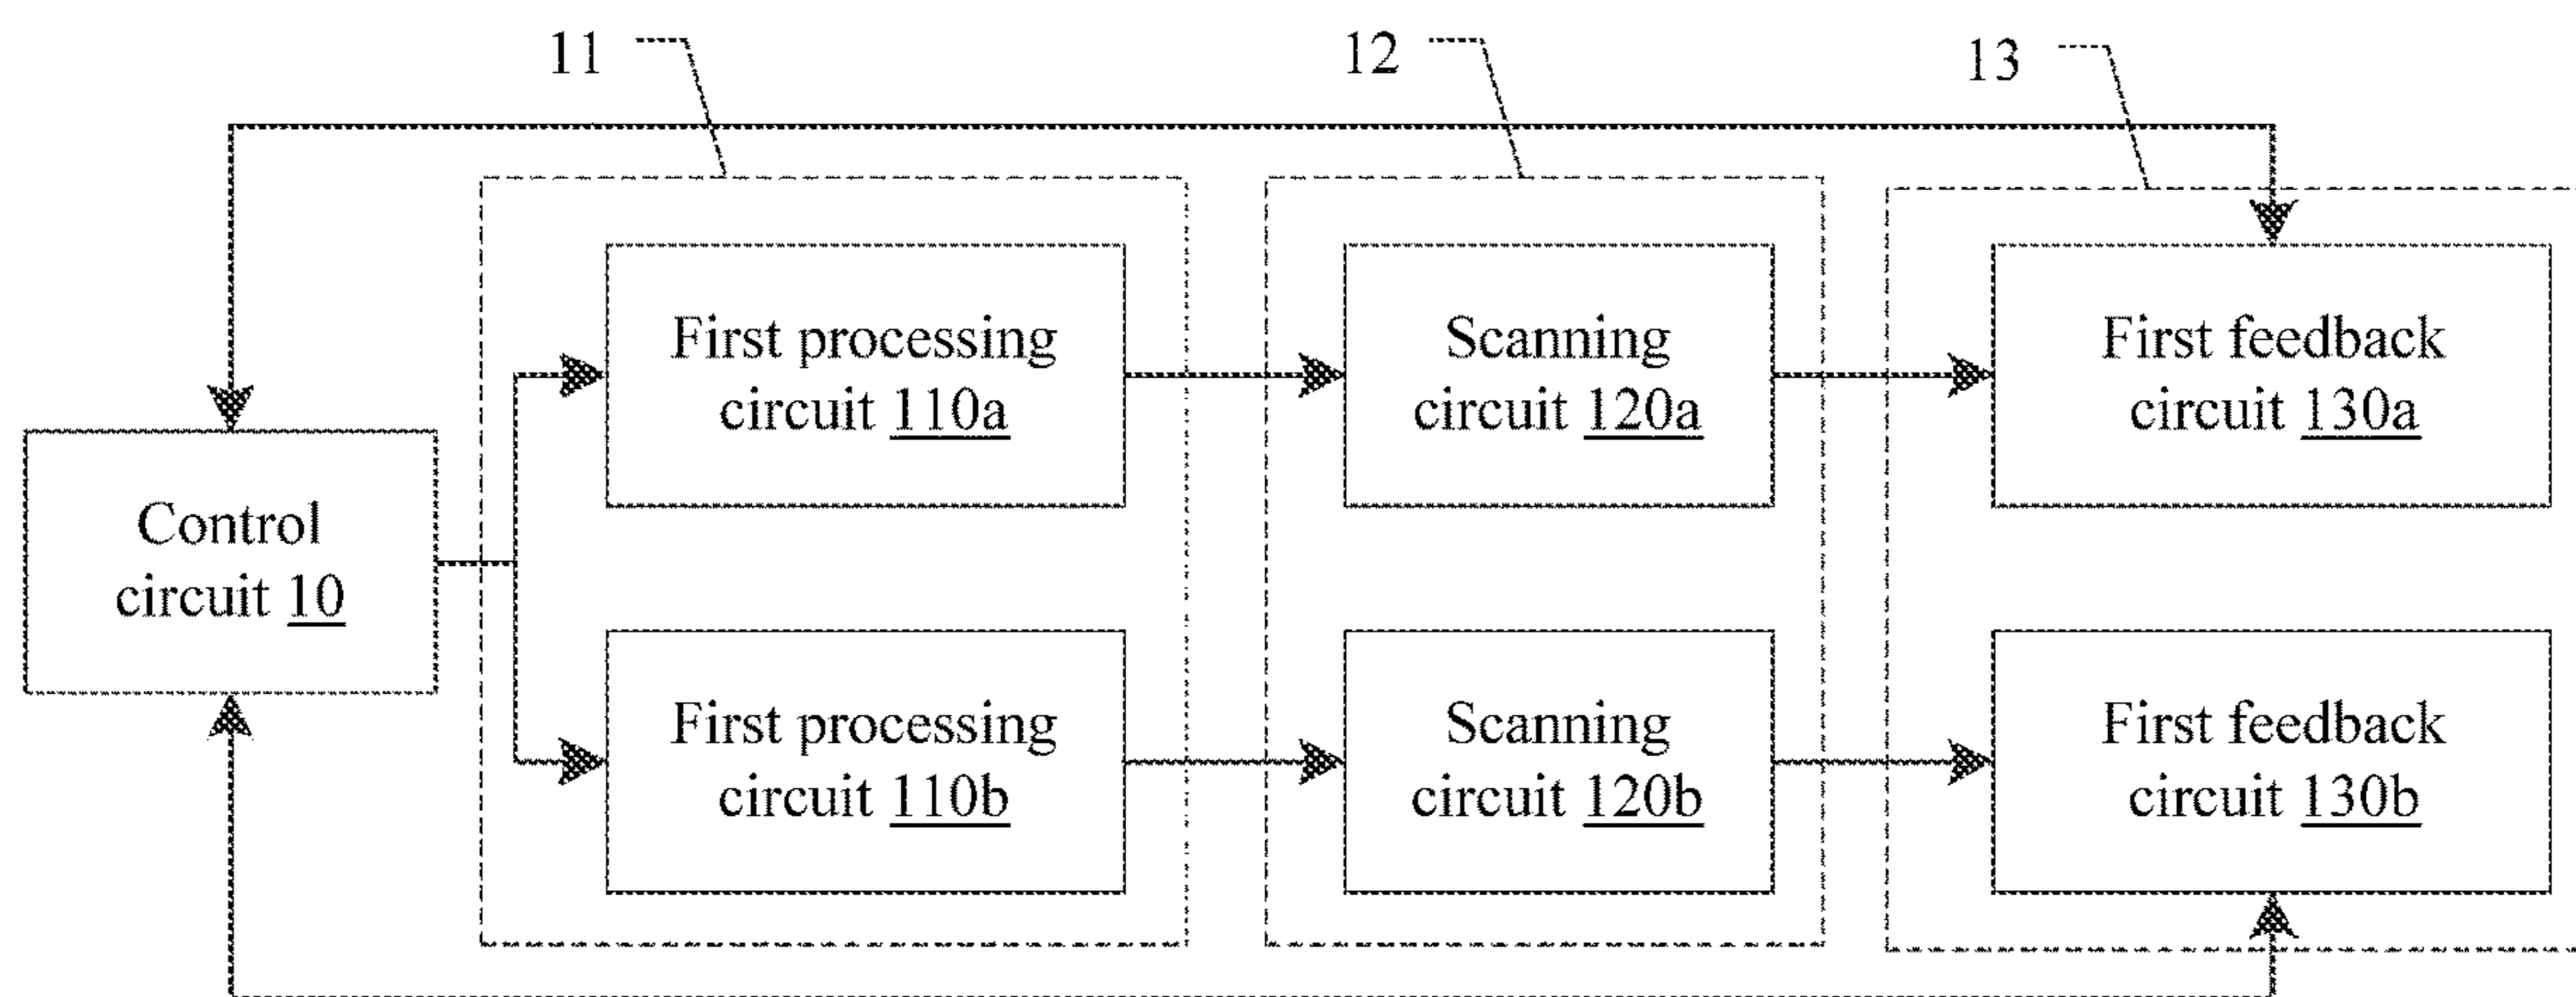 11
12
13
First processing
circuit 110a
Scanning
circuit 120a
First feedback
circuit 130a
Control
circuit 10
First processing
circuit 110b
Scanning
circuit 120b
First feedback
circuit 130b